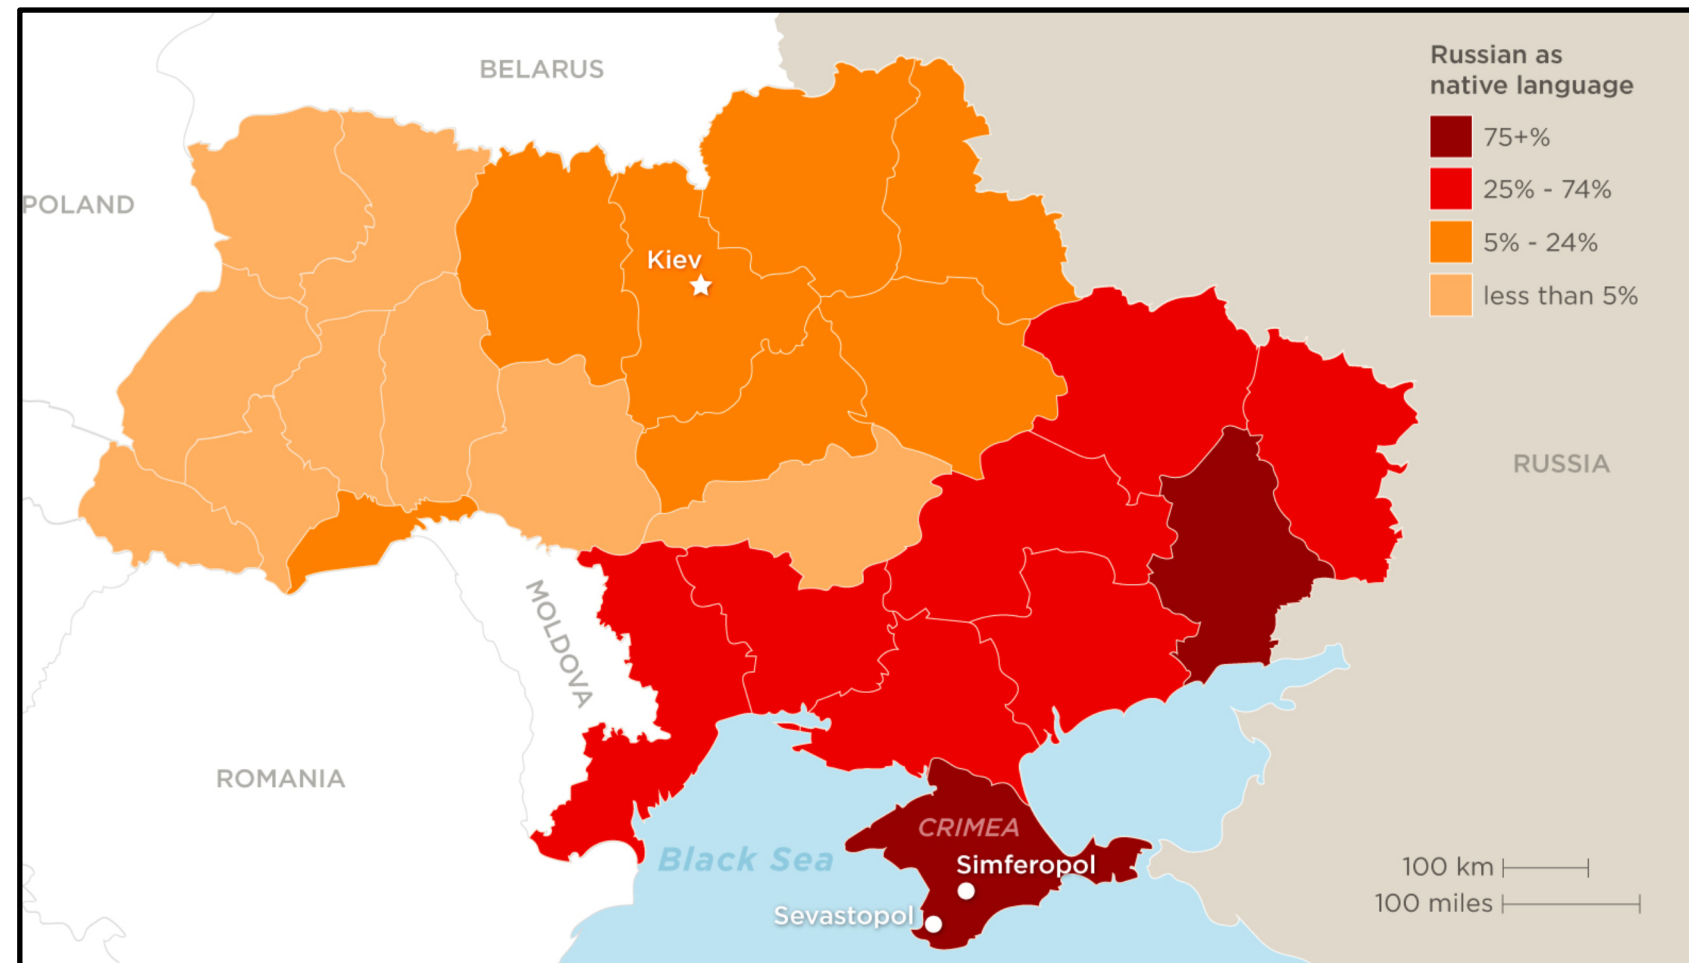 BELARUS
POLAND
Kiev
MOLDOVA
ROMANIA
RUSSIA
Black Sea
CRIMEA
Simferopol
Sevastopol
Russian as
native language
75+%
25% - 74%
5% - 24%
less than 5%
100 km
100 miles